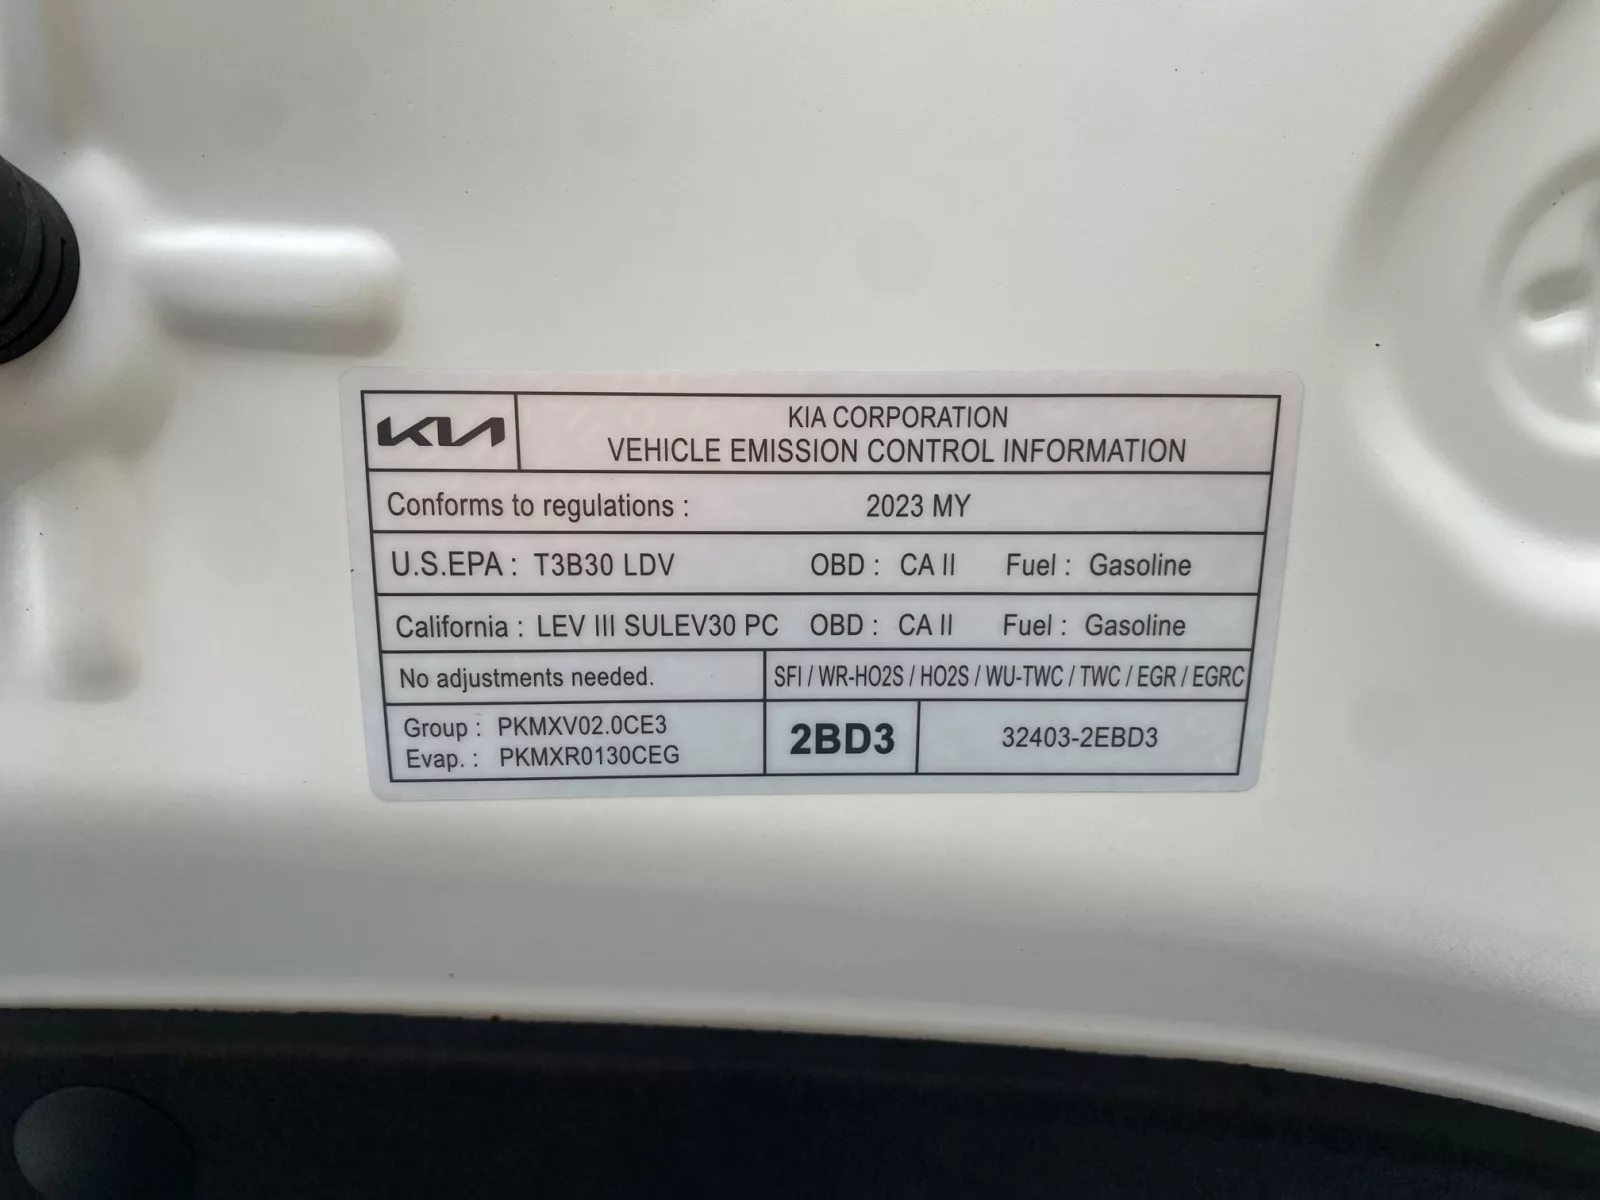 KIA
KIA CORPORATION
VEHICLE EMISSION CONTROL INFORMATION
Conforms to regulations : 2023 MY
U.S.EPA : T3B30 LDV OBD : CA II Fuel : Gasoline
California : LEV III SULEV30 PC OBD : CA II Fuel : Gasoline
No adjustments needed. SFI / WR-HO2S / HO2S / WU-TWC / TWC / EGR / EGRC
Group : PKMXV02.0CE3
Evap. : PKMXR0130CEG
2BD3
32403-2EBD3